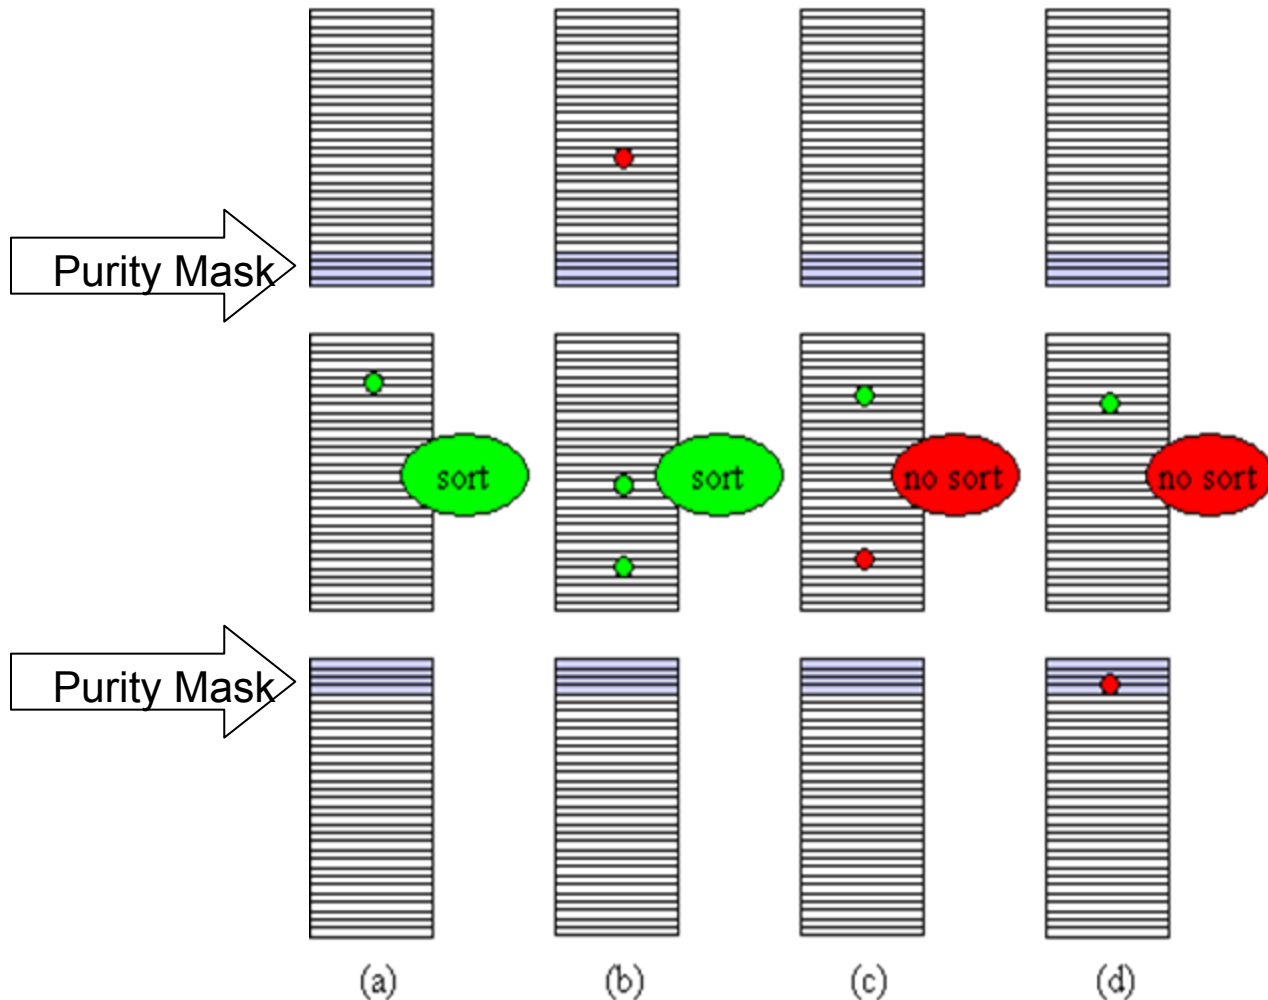 Purity Mask
sort
sort
no sort
no sort
Purity Mask
(a)
(b)
(c)
(d)